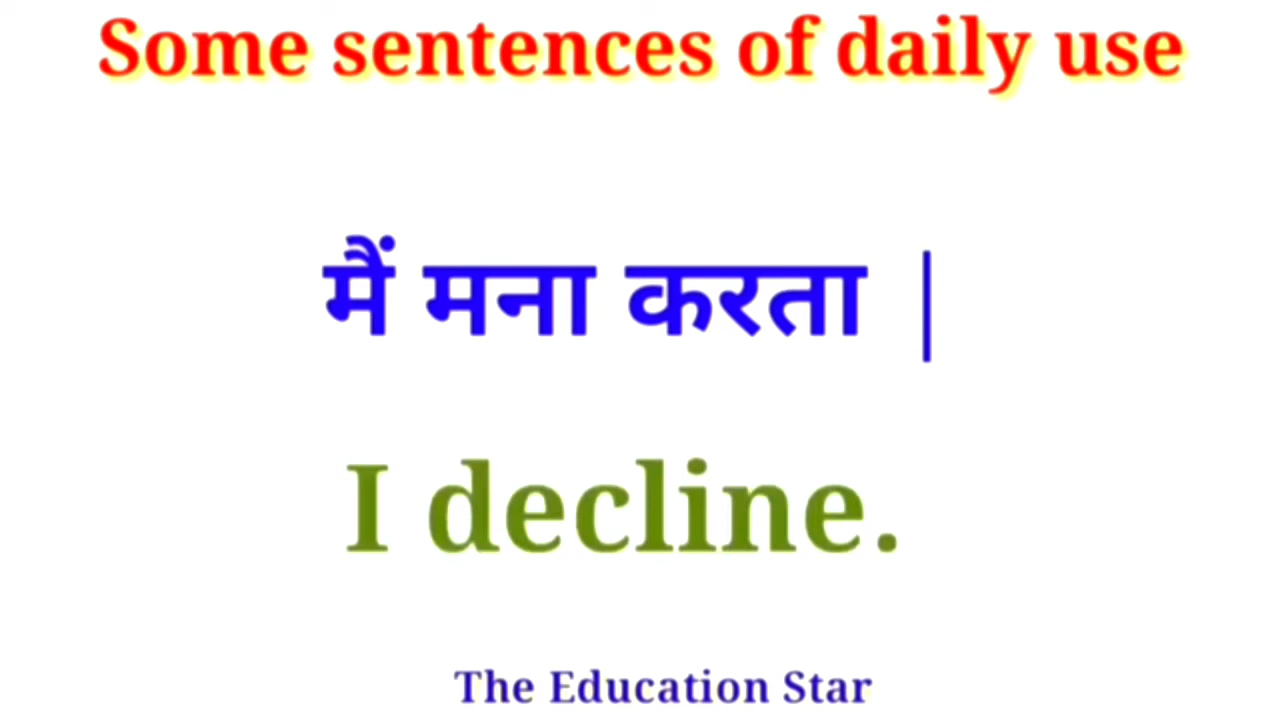 Some sentences of daily use
मैं मना करता |
I decline.
The Education Star